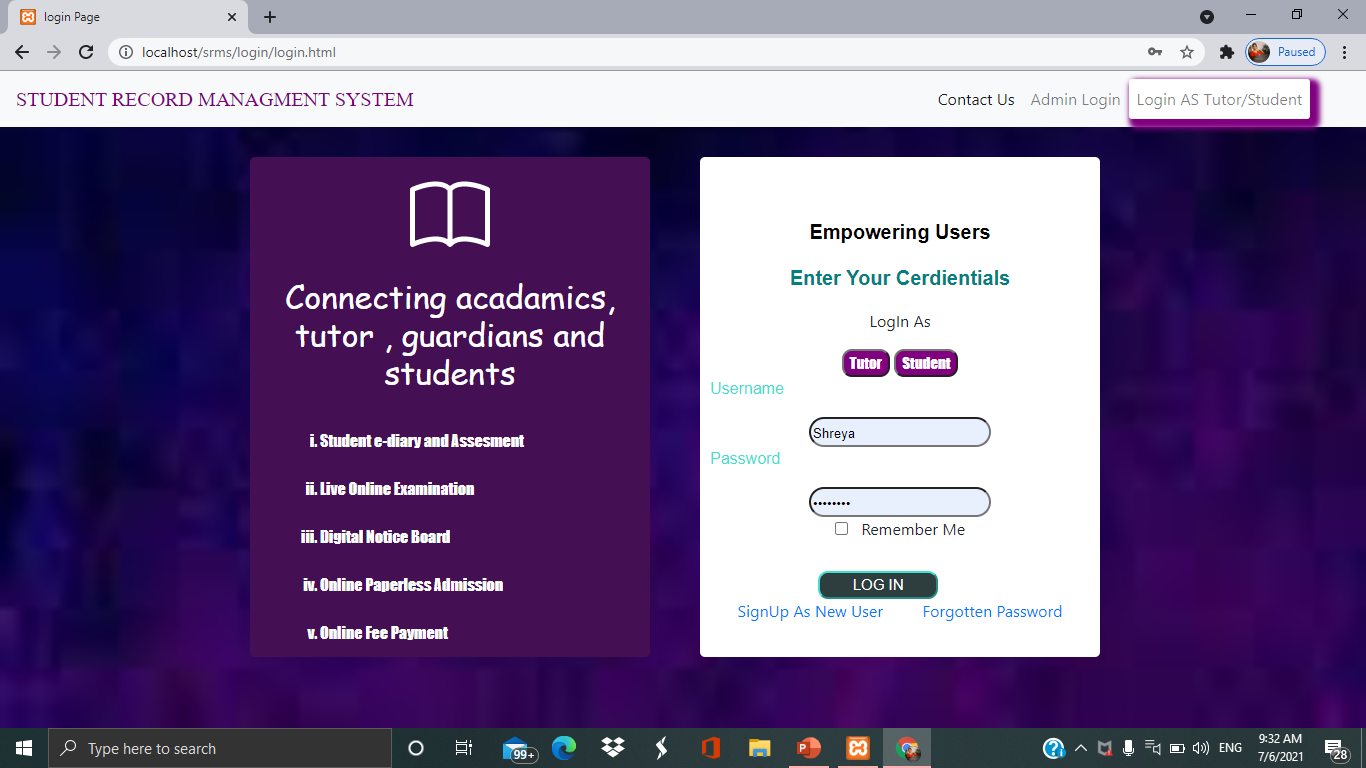 login Page
localhost/srms/login/login.html
Paused
STUDENT RECORD MANAGMENT SYSTEM
Contact Us
Admin Login
Login AS Tutor/Student
Connecting acadamics,
tutor , guardians and
students
i. Student e-diary and Assesment
ii. Live Online Examination
iii. Digital Notice Board
iv. Online Paperless Admission
v. Online Fee Payment
Empowering Users
Enter Your Cerdientials
LogIn As
Tutor Student
Username
Shreya
Password
••••••••
Remember Me
LOG IN
SignUp As New User Forgotten Password
Type here to search
99+
ENG
9:32 AM
7/6/2021
28